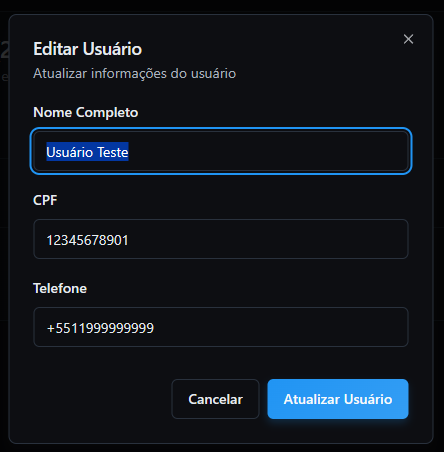 Editar Usuário
Atualizar informações do usuário
Nome Completo
Usuário Teste
CPF
12345678901
Telefone
+5511999999999
Cancelar
Atualizar Usuário